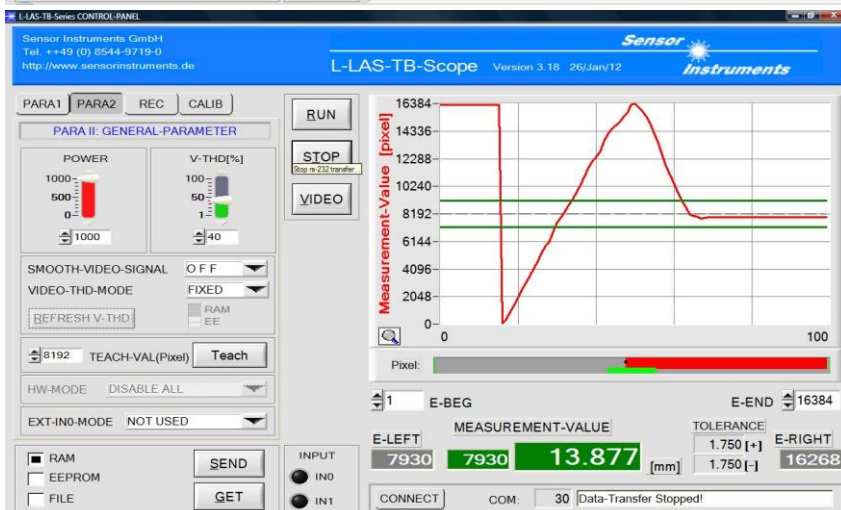 L-LAS-TB-Series CONTROL-PANEL
Sensor Instruments GmbH
Tel. ++49 (0) 8544-9719-0
http://www.sensorinstruments.de
L-LAS-TB-Scope Version 3.18 26/Jan/12
Sensor
Instruments
PARA1 PARA2 REC CALIB
PARA II: GENERAL-PARAMETER
POWER V-THD[%]
1000 100
500 50
0 1
1000 40
SMOOTH-VIDEO-SIGNAL OFF
VIDEO-THD-MODE FIXED
REFRESH V-THD RAM
EE
8192 TEACH-VAL(Pixel) Teach
HW-MODE DISABLE ALL
EXT-IN0-MODE NOT USED
RAM
EEPROM
FILE
SEND
GET
RUN
STOP
Stop rs-232 transfer...
VIDEO
INPUT
IN0
IN1
Measurement-Value [pixel]
16384
14336
12288
10240
8192
6144
4096
2048
0
0 100
Pixel:
1 E-BEG E-END 16384
MEASUREMENT-VALUE TOLERANCE
E-LEFT 1.750 [+] E-RIGHT
7930 7930 13.877 [mm] 1.750 [-] 16268
CONNECT COM: 30 Data-Transfer Stopped!